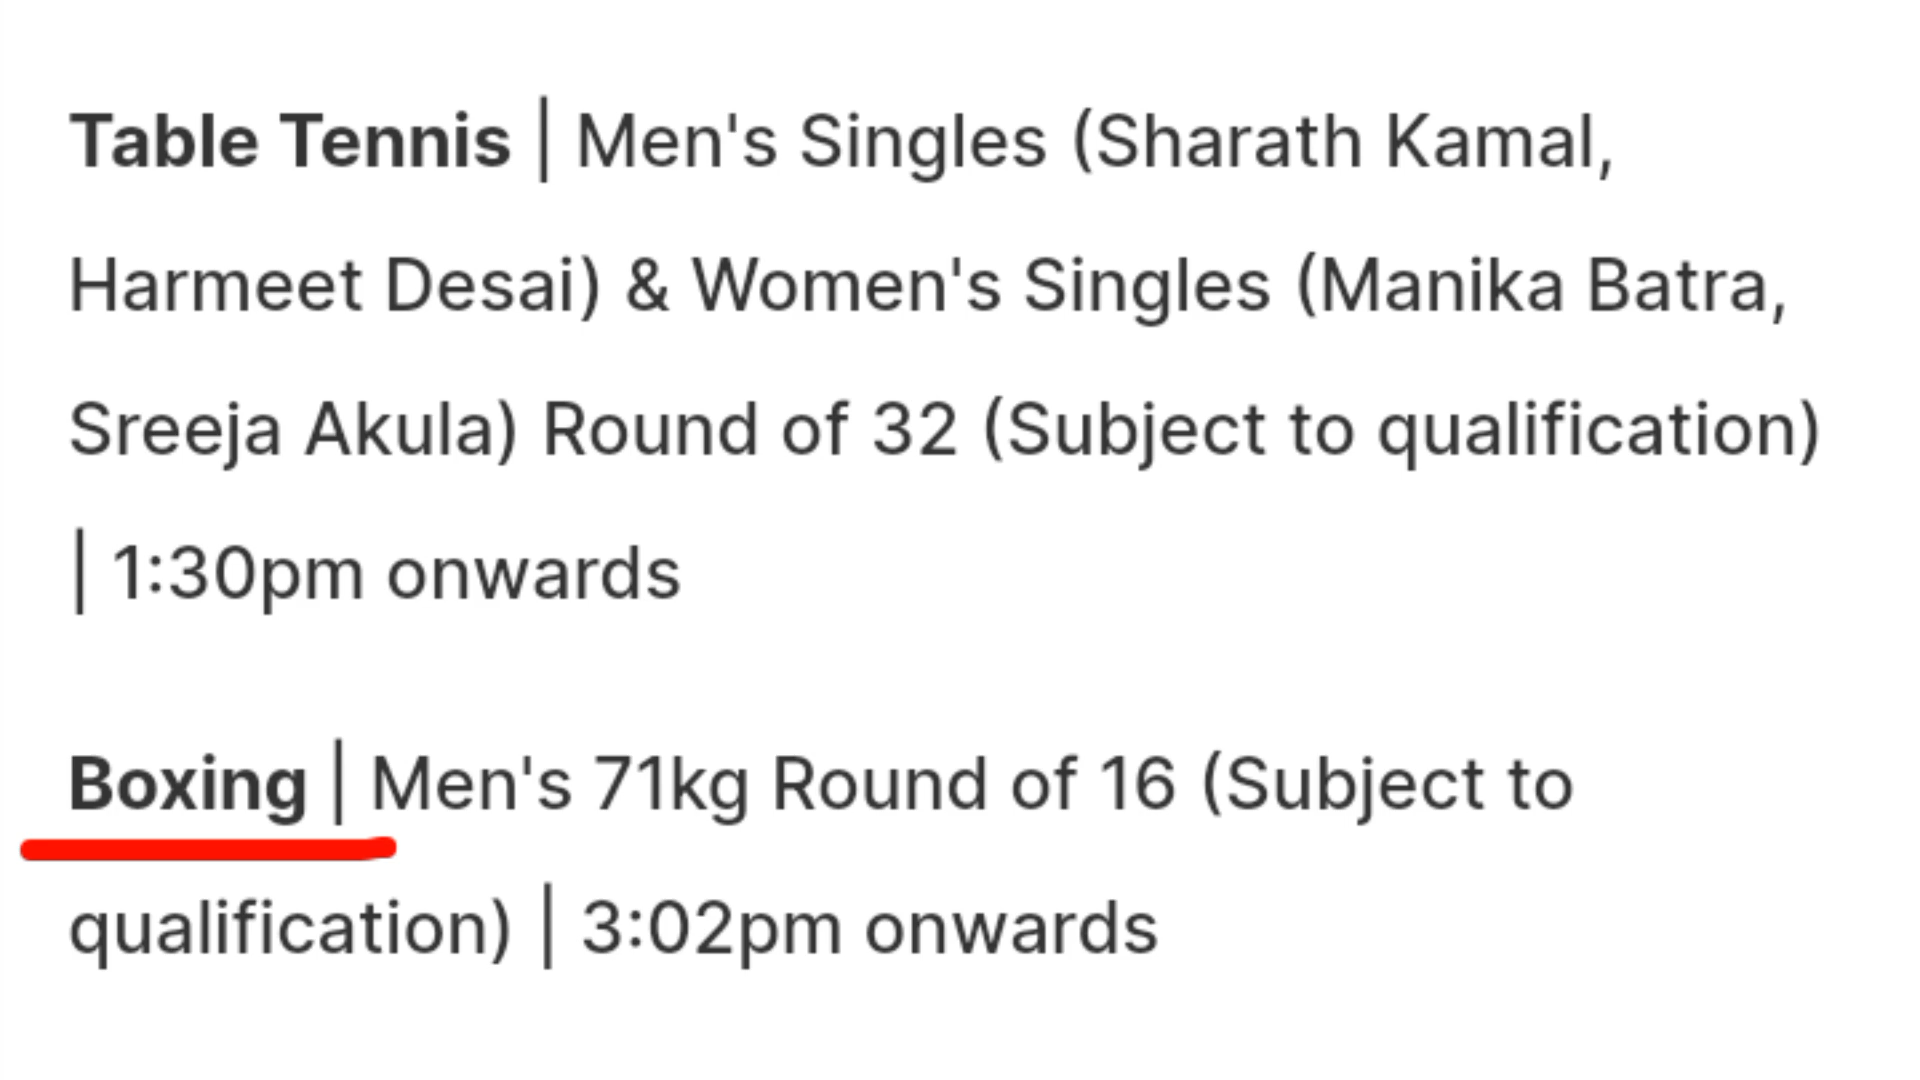 Table Tennis | Men's Singles (Sharath Kamal,
Harmeet Desai) & Women's Singles (Manika Batra,
Sreeja Akula) Round of 32 (Subject to qualification)
| 1:30pm onwards
Boxing | Men's 71kg Round of 16 (Subject to
qualification) | 3:02pm onwards